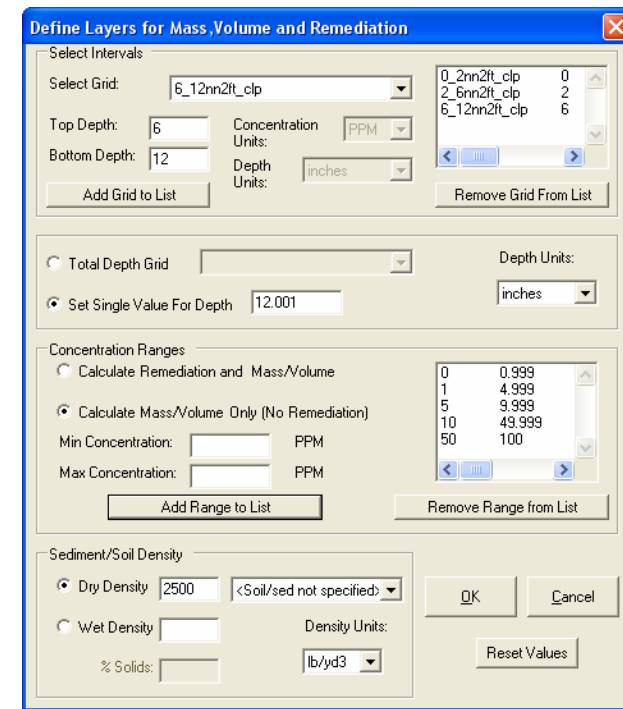 Define Layers for Mass,Volume and Remediation
Select Intervals
Select Grid: 6_12nn2ft_clp
0_2nn2ft_clp 0
2_6nn2ft_clp 2
6_12nn2ft_clp 6
Top Depth: 6
Concentration Units: PPM
Bottom Depth: 12
Depth Units: inches
Add Grid to List
Remove Grid From List
Total Depth Grid
Depth Units:
Set Single Value For Depth 12.001
inches
Concentration Ranges
Calculate Remediation and Mass/Volume
Calculate Mass/Volume Only (No Remediation)
0 0.999
1 4.999
5 9.999
10 49.999
50 100
Min Concentration: PPM
Max Concentration: PPM
Add Range to List
Remove Range from List
Sediment/Soil Density
Dry Density 2500 <Soil/sed not specified>
Wet Density
Density Units:
% Solids:
lb/yd3
OK
Cancel
Reset Values